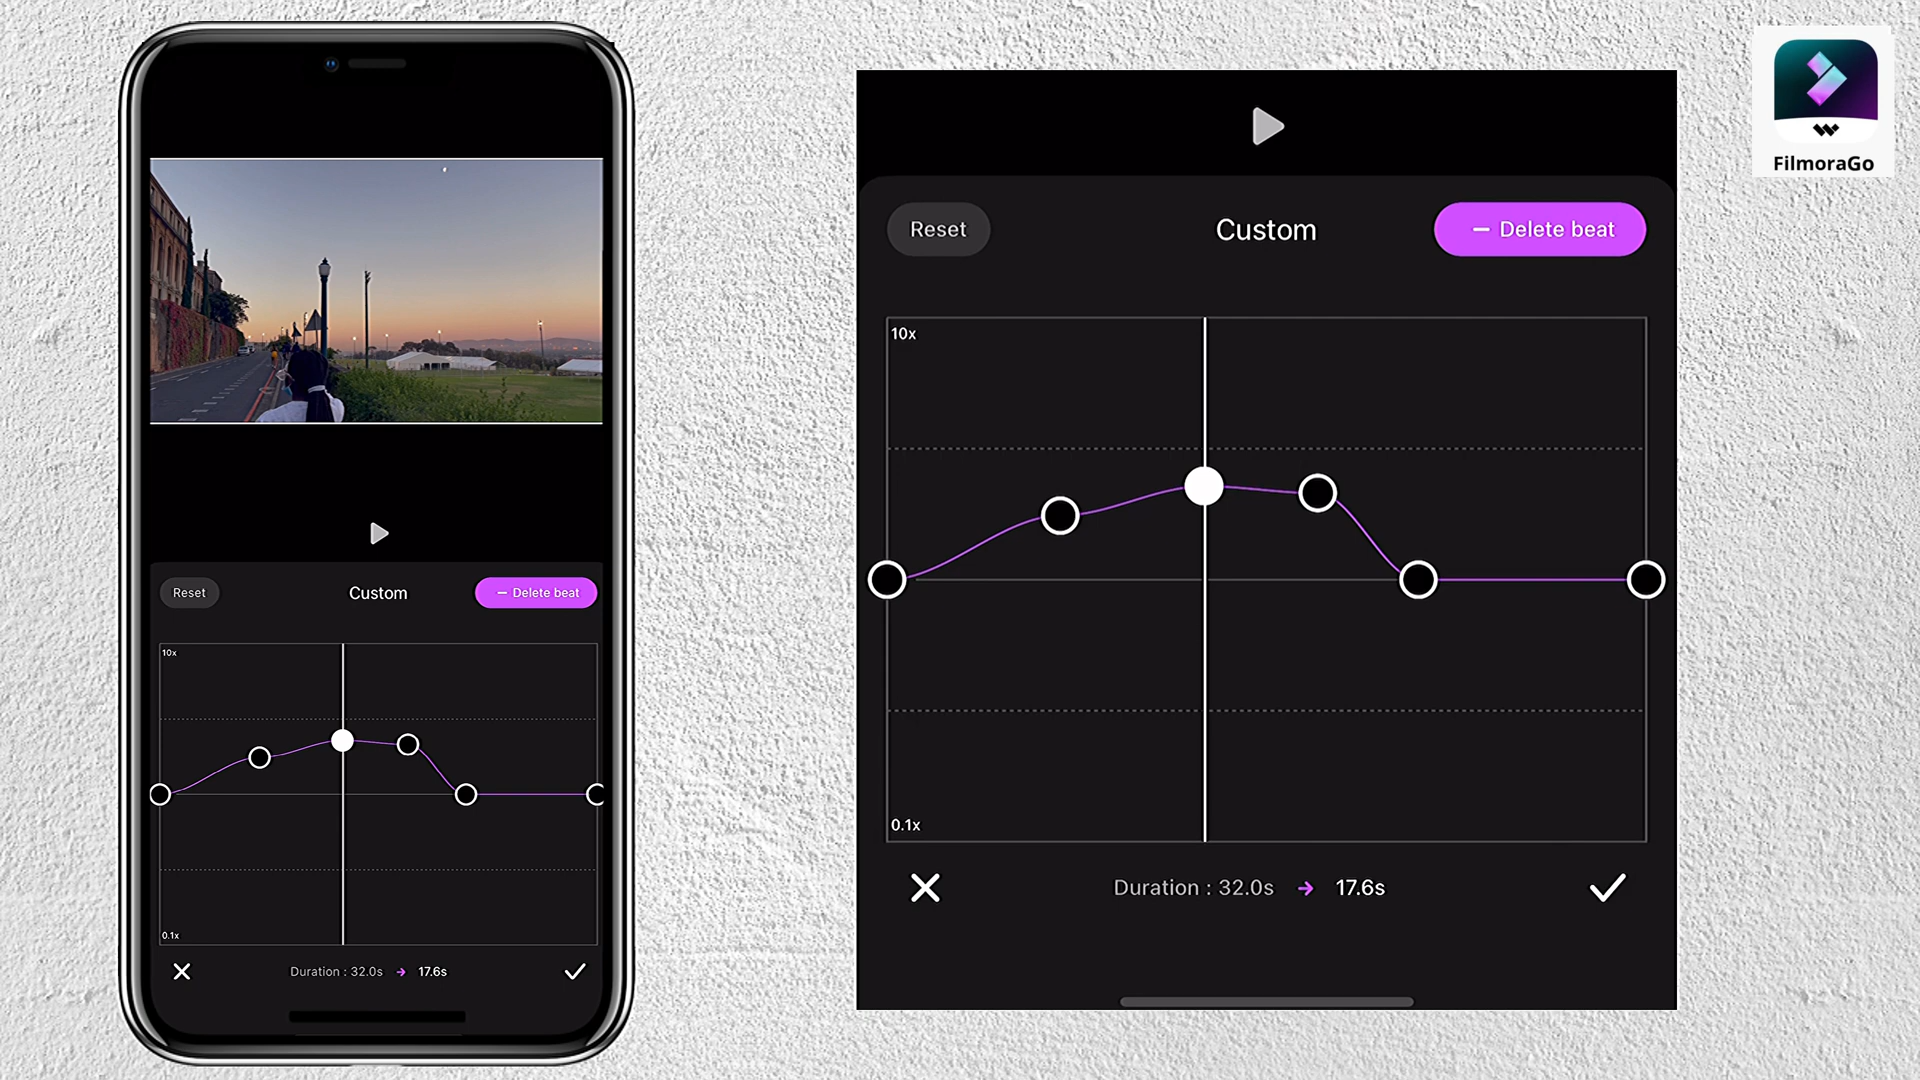 Reset
Custom
Delete beat
10x
0.1x
Duration : 32.0s → 17.6s
Reset
Custom
Delete beat
10x
0.1x
Duration : 32.0s → 17.6s
FilmoraGo